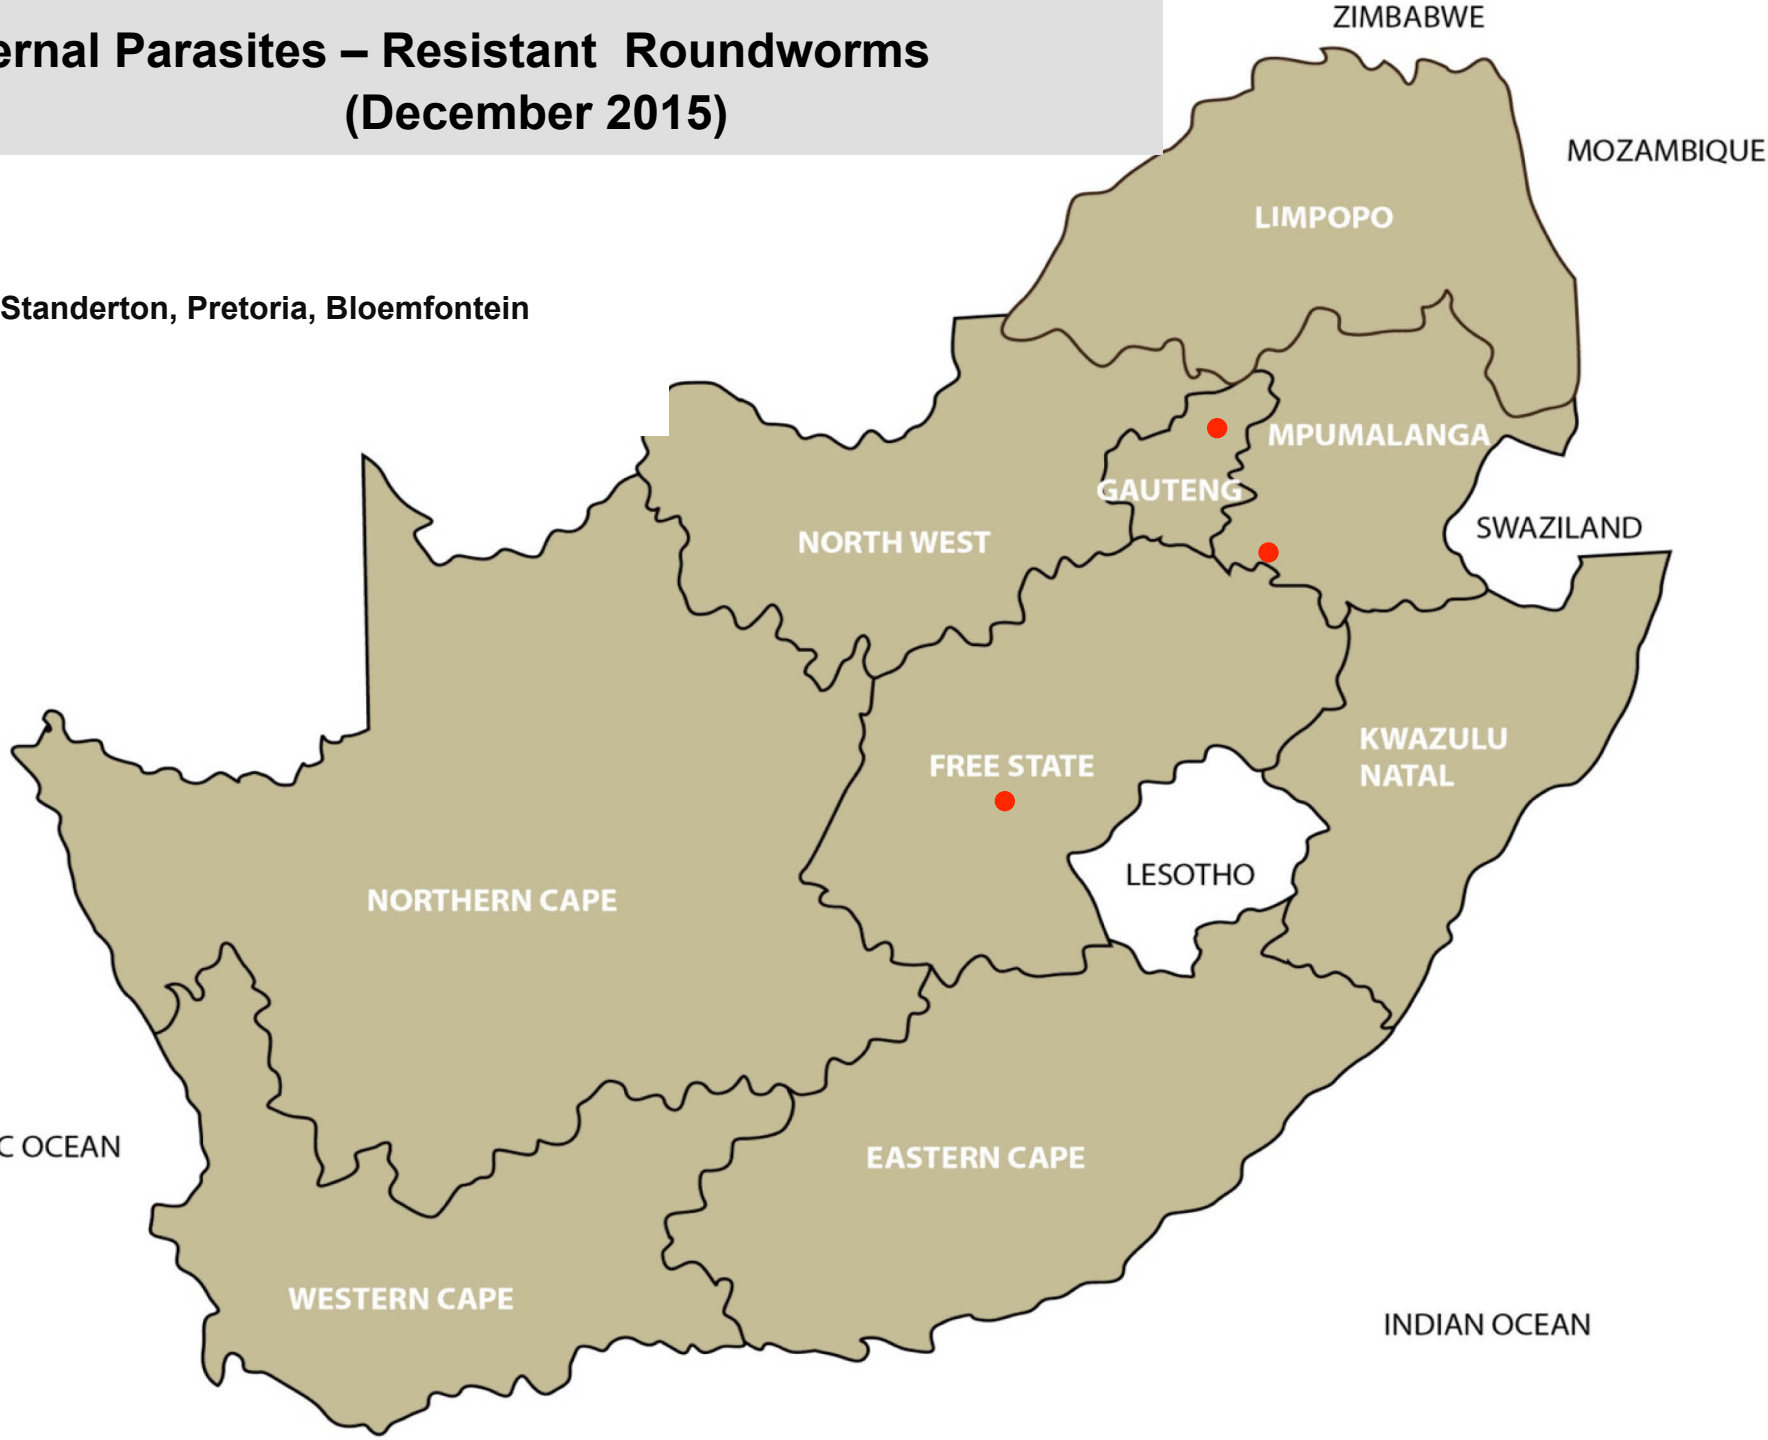 ernal Parasites – Resistant Roundworms
(December 2015)
ZIMBABWE
MOZAMBIQUE
LIMPOPO
Standerton, Pretoria, Bloemfontein
MPUMALANGA
GAUTENG
SWAZILAND
NORTH WEST
KWAZULU
NATAL
FREE STATE
LESOTHO
NORTHERN CAPE
C OCEAN
EASTERN CAPE
WESTERN CAPE
INDIAN OCEAN